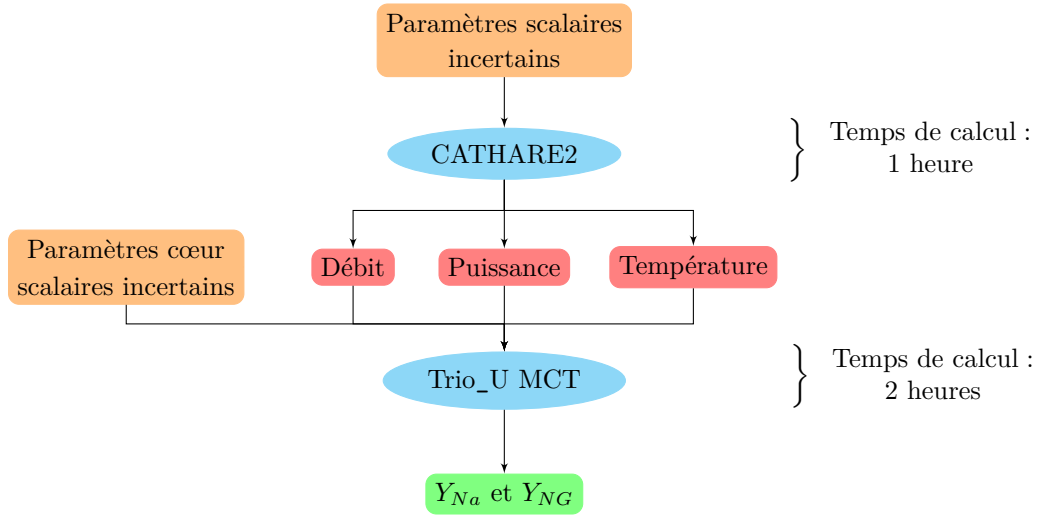 Paramètres scalaires
incertains
CATHARE2
Temps de calcul :
1 heure
Paramètres cœur
scalaires incertains
Débit
Puissance
Température
Trio_U MCT
Temps de calcul :
2 heures
Y_{Na} et Y_{NG}